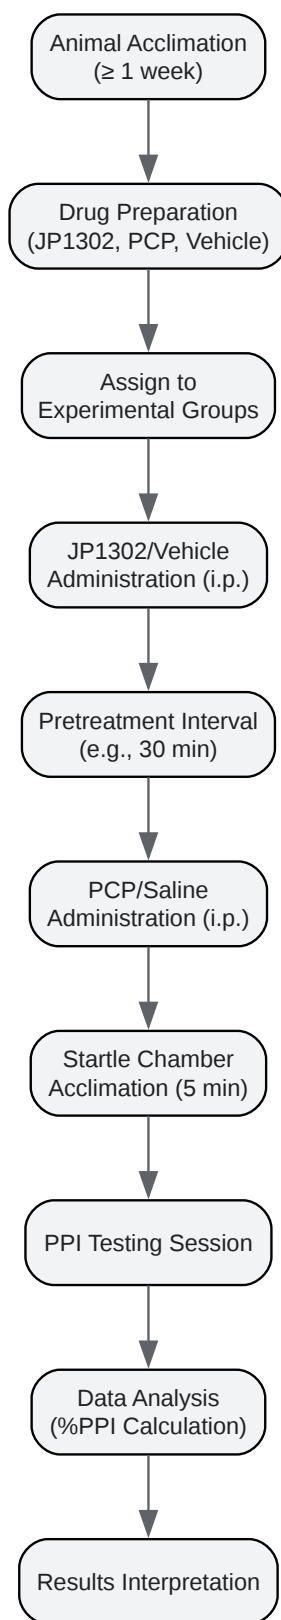 Animal Acclimation
(≥ 1 week)
Drug Preparation
(JP1302, PCP, Vehicle)
Assign to
Experimental Groups
JP1302/Vehicle
Administration (i.p.)
Pretreatment Interval
(e.g., 30 min)
PCP/Saline
Administration (i.p.)
Startle Chamber
Acclimation (5 min)
PPI Testing Session
Data Analysis
(%PPI Calculation)
Results Interpretation